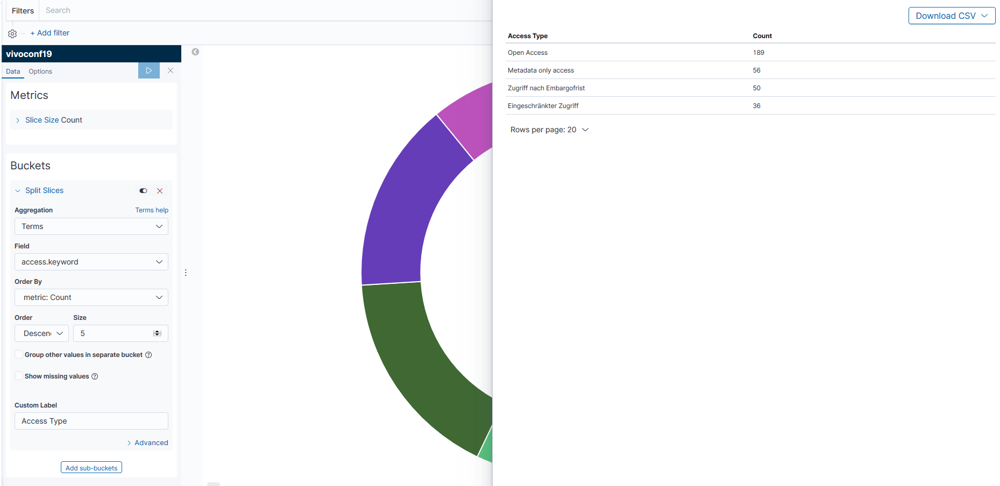 Filters
Search
+ Add filter
vivoconf19
Data Options
Metrics
Slice Size Count
Buckets
Split Slices
Aggregation Terms help
Terms
Field
access.keyword
Order By
metric: Count
Order Size
Descen 5
Group other values in separate bucket
Show missing values
Custom Label
Access Type
Advanced
Add sub-buckets
Download CSV
Access Type Count
Open Access 189
Metadata only access 56
Zugriff nach Embargofrist 50
Eingeschränkter Zugriff 36
Rows per page: 20